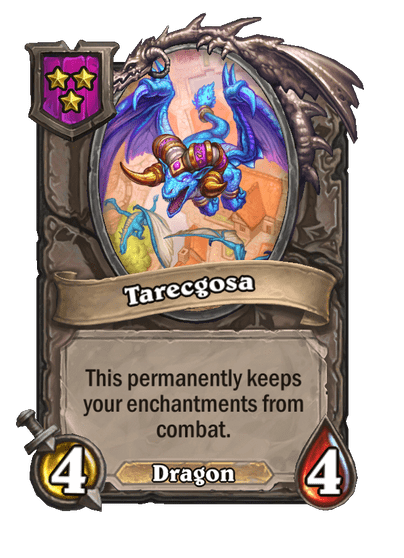 Tarecgosa
This permanently keeps
your enchantments from
combat.
4
Dragon
4